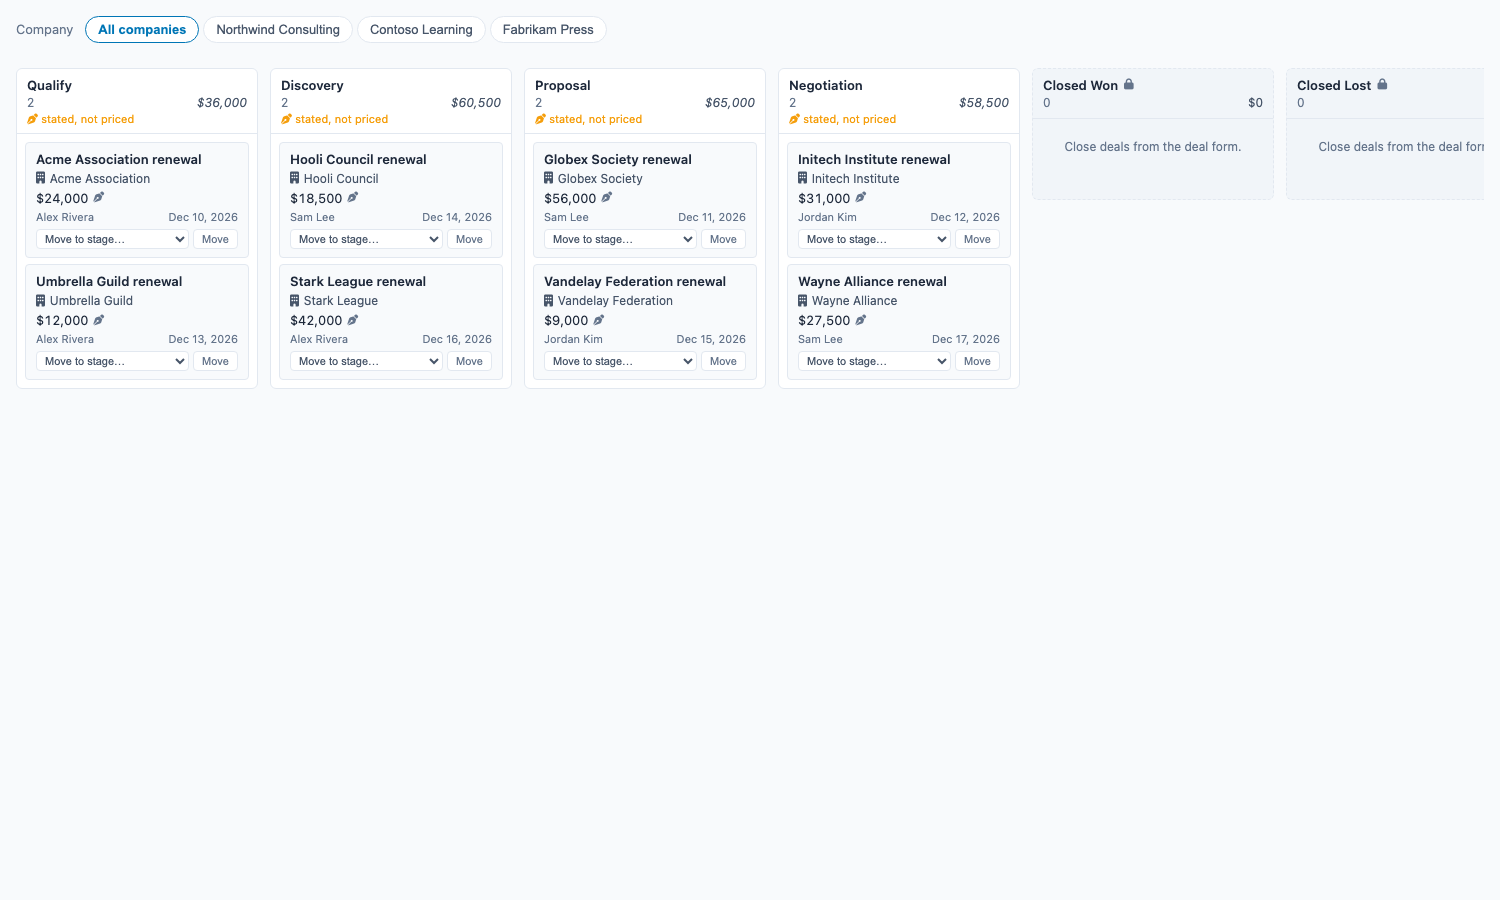 Company All companies Northwind Consulting Contoso Learning Fabrikam Press
Qualify
2 $36,000
stated, not priced
Acme Association renewal
Acme Association
$24,000
Alex Rivera Dec 10, 2026
Move to stage... Move
Umbrella Guild renewal
Umbrella Guild
$12,000
Alex Rivera Dec 13, 2026
Move to stage... Move
Discovery
2 $60,500
stated, not priced
Hooli Council renewal
Hooli Council
$18,500
Sam Lee Dec 14, 2026
Move to stage... Move
Stark League renewal
Stark League
$42,000
Alex Rivera Dec 16, 2026
Move to stage... Move
Proposal
2 $65,000
stated, not priced
Globex Society renewal
Globex Society
$56,000
Sam Lee Dec 11, 2026
Move to stage... Move
Vandelay Federation renewal
Vandelay Federation
$9,000
Jordan Kim Dec 15, 2026
Move to stage... Move
Negotiation
2 $58,500
stated, not priced
Initech Institute renewal
Initech Institute
$31,000
Jordan Kim Dec 12, 2026
Move to stage... Move
Wayne Alliance renewal
Wayne Alliance
$27,500
Sam Lee Dec 17, 2026
Move to stage... Move
Closed Won
0 $0
Close deals from the deal form.
Closed Lost
0
Close deals from the deal